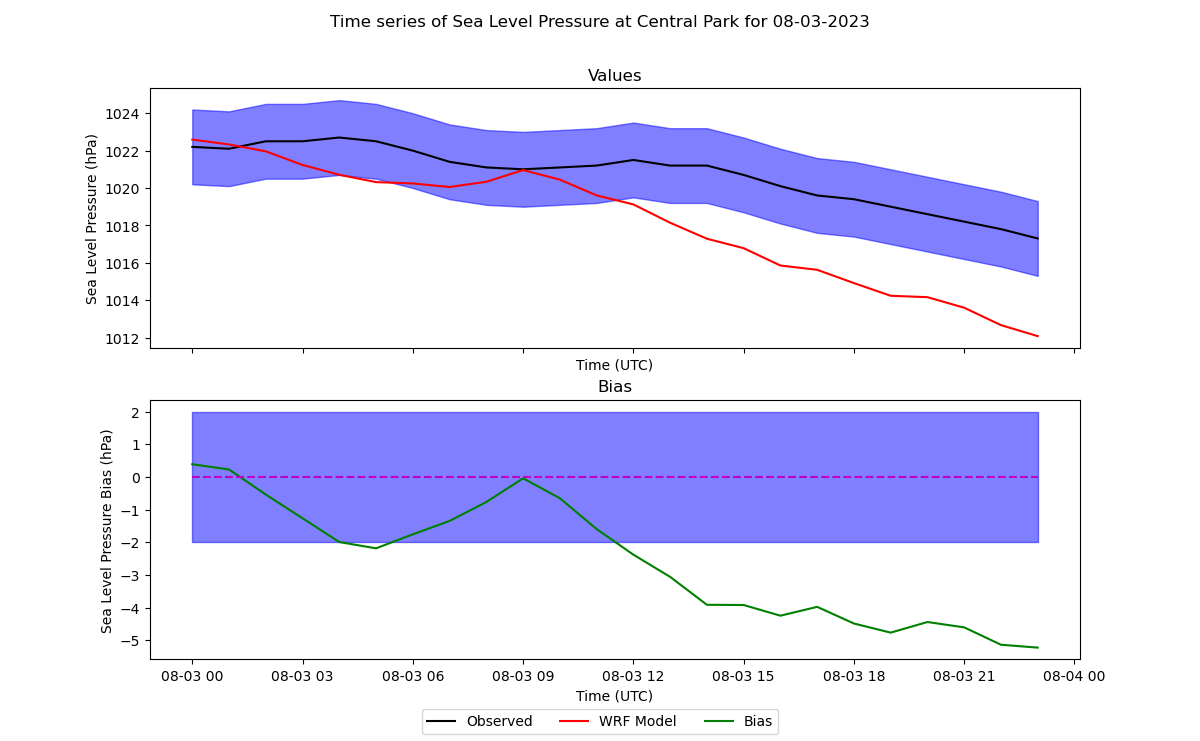 Time series of Sea Level Pressure at Central Park for 08-03-2023
Values
Sea Level Pressure (hPa)
1024
1022
1020
1018
1016
1014
1012
Time (UTC)
Bias
Sea Level Pressure Bias (hPa)
2
1
0
−1
−2
−3
−4
−5
08-03 00 08-03 03 08-03 06 08-03 09 08-03 12 08-03 15 08-03 18 08-03 21 08-04 00
Time (UTC)
Observed WRF Model Bias